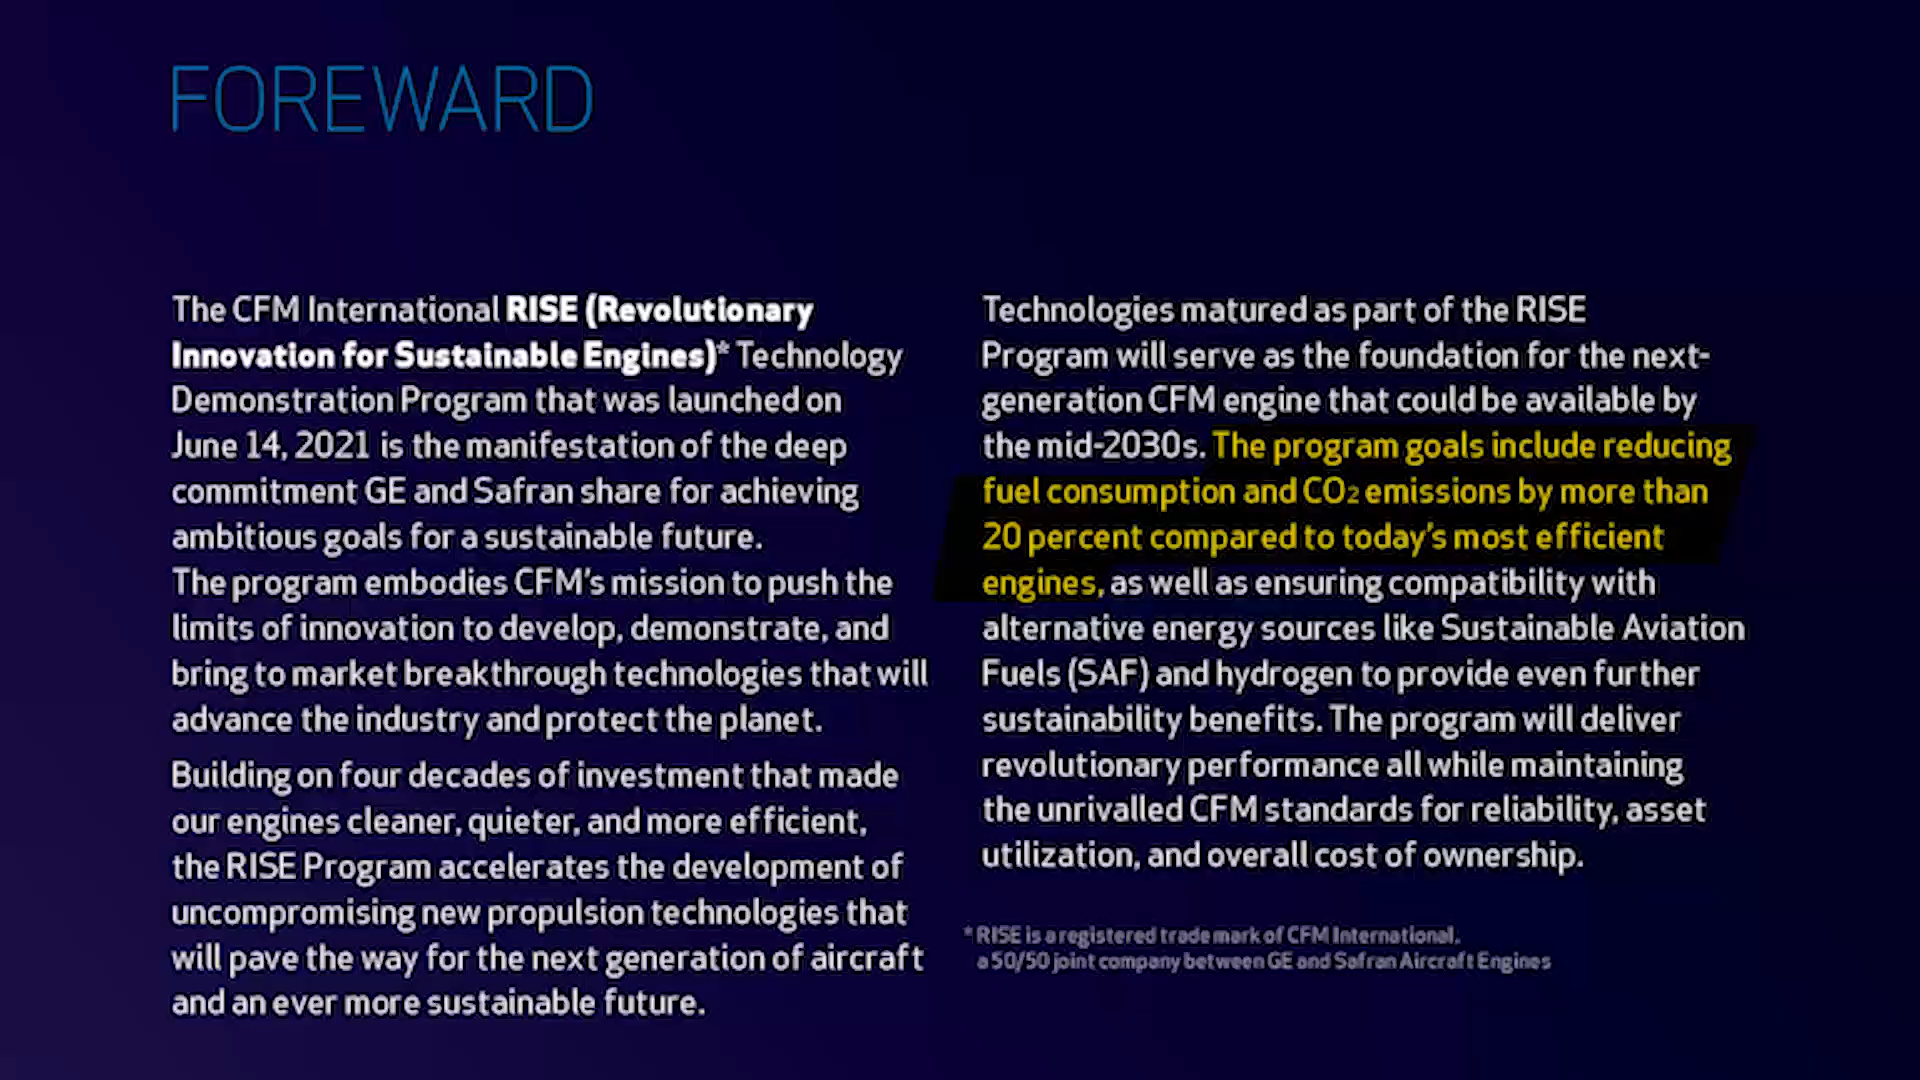 FOREWARD
The CFM International RISE (Revolutionary
Innovation for Sustainable Engines)* Technology
Demonstration Program that was launched on
June 14, 2021 is the manifestation of the deep
commitment GE and Safran share for achieving
ambitious goals for a sustainable future.
The program embodies CFM's mission to push the
limits of innovation to develop, demonstrate, and
bring to market breakthrough technologies that will
advance the industry and protect the planet.
Building on four decades of investment that made
our engines cleaner, quieter, and more efficient,
the RISE Program accelerates the development of
uncompromising new propulsion technologies that
will pave the way for the next generation of aircraft
and an ever more sustainable future.
Technologies matured as part of the RISE
Program will serve as the foundation for the next-
generation CFM engine that could be available by
the mid-2030s. The program goals include reducing
fuel consumption and CO₂ emissions by more than
20 percent compared to today's most efficient
engines, as well as ensuring compatibility with
alternative energy sources like Sustainable Aviation
Fuels (SAF) and hydrogen to provide even further
sustainability benefits. The program will deliver
revolutionary performance all while maintaining
the unrivalled CFM standards for reliability, asset
utilization, and overall cost of ownership.
* RISE is a registered trademark of CFM International,
a 50/50 joint company between GE and Safran Aircraft Engines